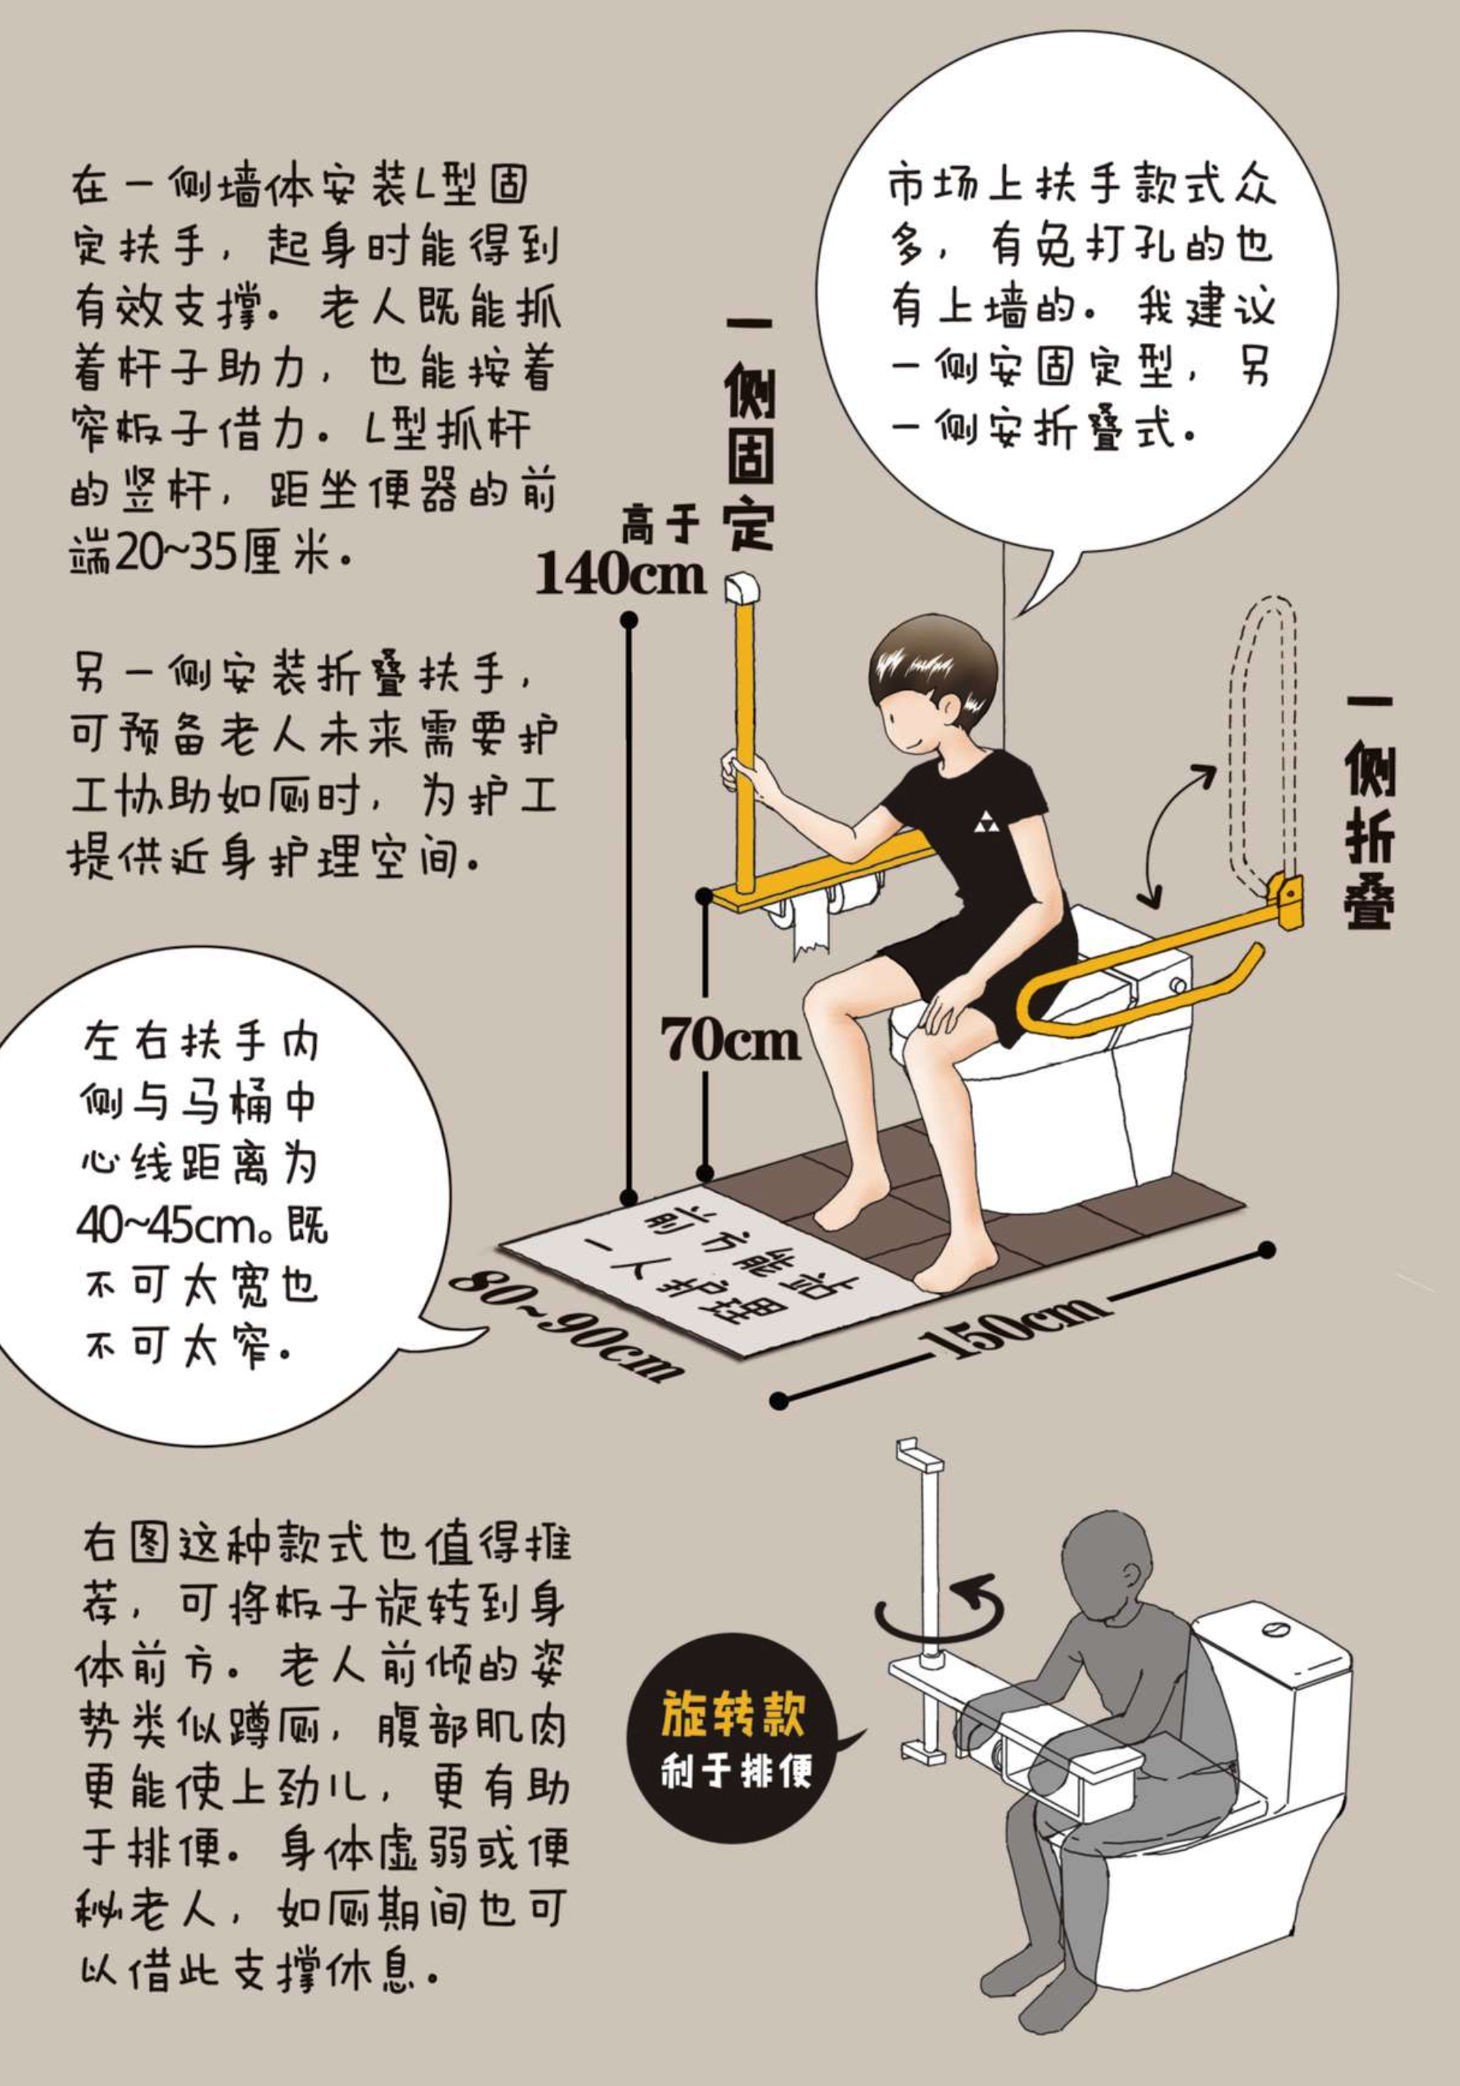 在一侧墙体安装L型固
定扶手，起身时能得到
有效支撑。老人既能抓
着杆子助力，也能按着
窄板子借力。L型抓杆
的竖杆，距坐便器的前
端20~35厘米。
另一侧安装折叠扶手，
可预备老人未来需要护
工协助如厕时，为护工
提供近身护理空间。
市场上扶手款式众
多，有免打孔的也
有上墙的。我建议
一侧安固定型，另
一侧安折叠式。
一侧固定
高于
140cm
一侧折叠
70cm
左右扶手内
侧与马桶中
心线距离为
40~45cm。既
不可太宽也
不可太窄。
前方能站
一人护理
80~90cm
150cm
右图这种款式也值得推
荐，可将板子旋转到身
体前方。老人前倾的姿
势类似蹲厕，腹部肌肉
更能使上劲儿，更有助
于排便。身体虚弱或便
秘老人，如厕期间也可
以借此支撑休息。
旋转款
利于排便